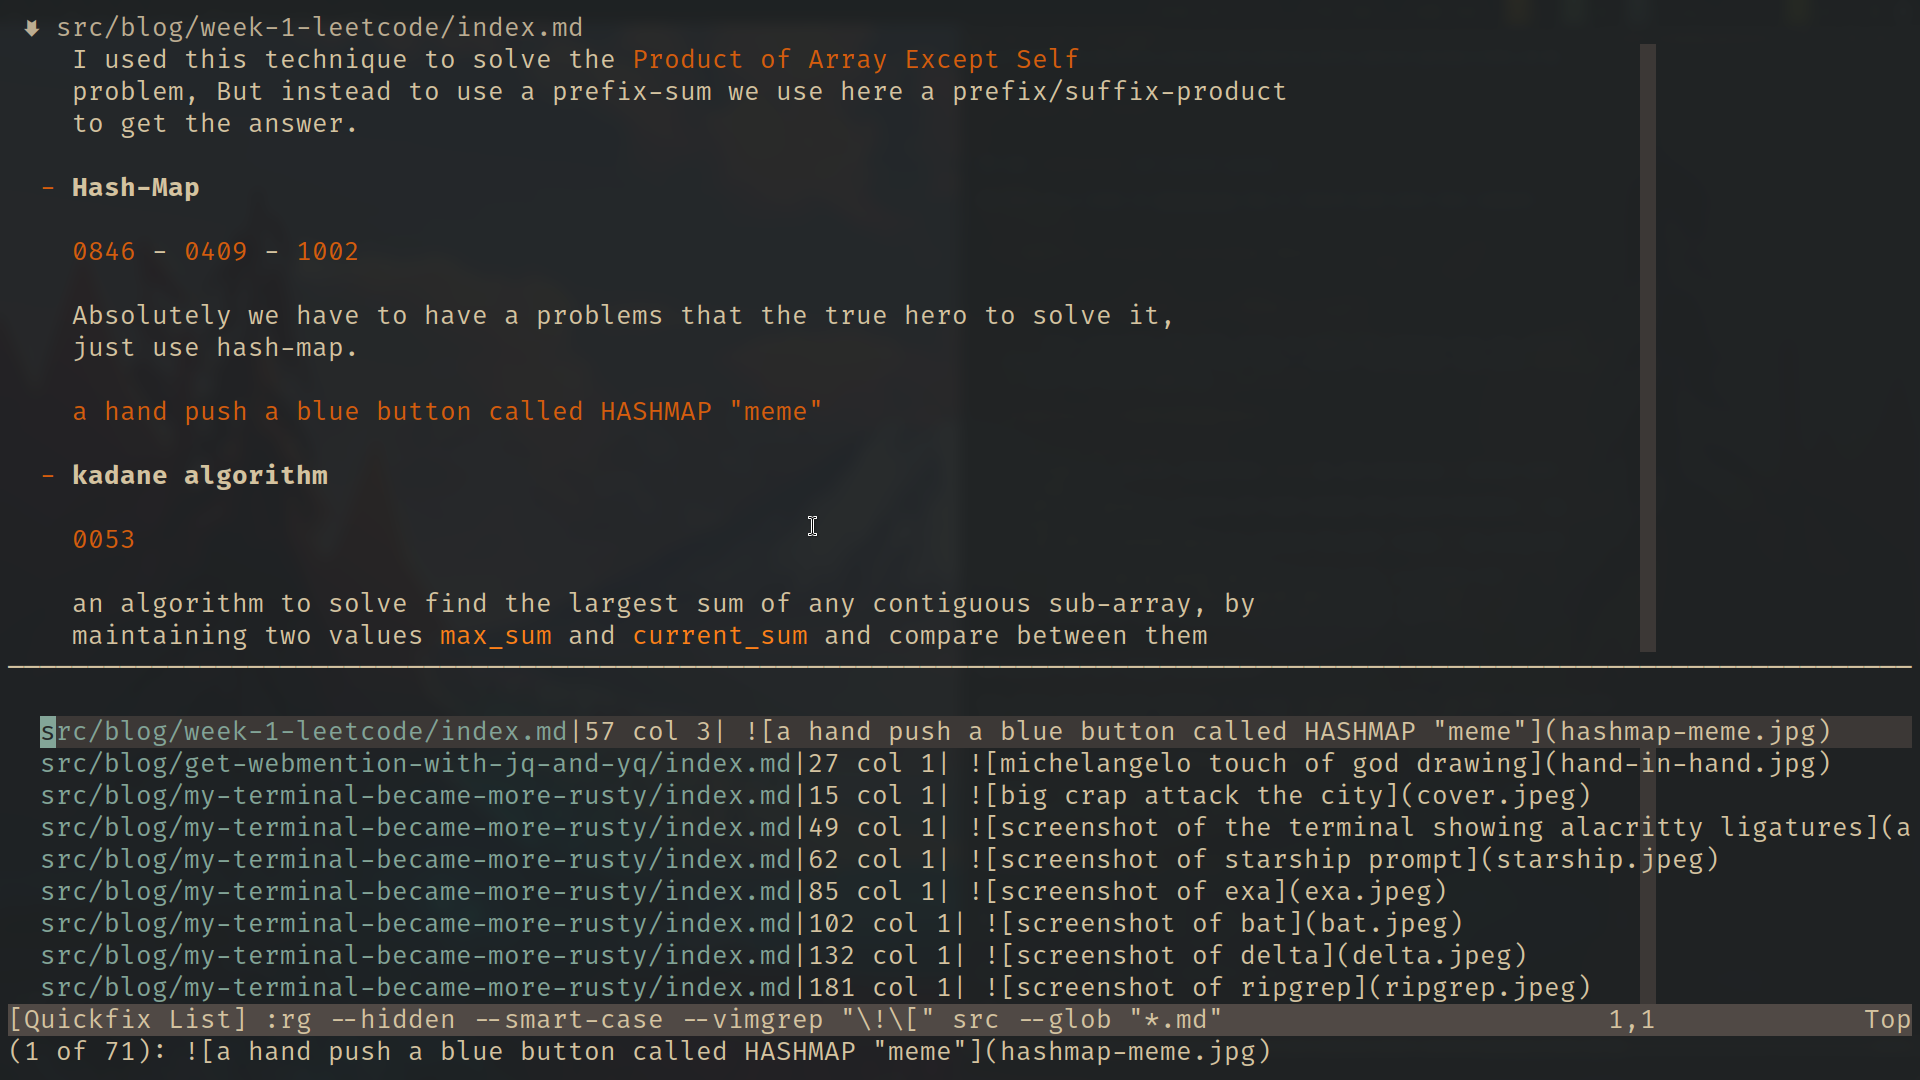 src/blog/week-1-leetcode/index.md
I used this technique to solve the Product of Array Except Self
problem, But instead to use a prefix-sum we use here a prefix/suffix-product
to get the answer.
- Hash-Map
0846 - 0409 - 1002
Absolutely we have to have a problems that the true hero to solve it,
just use hash-map.
a hand push a blue button called HASHMAP "meme"
- kadane algorithm
0053
an algorithm to solve find the largest sum of any contiguous sub-array, by
maintaining two values max_sum and current_sum and compare between them
src/blog/week-1-leetcode/index.md|57 col 3| ![a hand push a blue button called HASHMAP "meme"](hashmap-meme.jpg)
src/blog/get-webmention-with-jq-and-yq/index.md|27 col 1| ![michelangelo touch of god drawing](hand-in-hand.jpg)
src/blog/my-terminal-became-more-rusty/index.md|15 col 1| ![big crap attack the city](cover.jpeg)
src/blog/my-terminal-became-more-rusty/index.md|49 col 1| ![screenshot of the terminal showing alacritty ligatures](a
src/blog/my-terminal-became-more-rusty/index.md|62 col 1| ![screenshot of starship prompt](starship.jpeg)
src/blog/my-terminal-became-more-rusty/index.md|85 col 1| ![screenshot of exa](exa.jpeg)
src/blog/my-terminal-became-more-rusty/index.md|102 col 1| ![screenshot of bat](bat.jpeg)
src/blog/my-terminal-became-more-rusty/index.md|132 col 1| ![screenshot of delta](delta.jpeg)
src/blog/my-terminal-became-more-rusty/index.md|181 col 1| ![screenshot of ripgrep](ripgrep.jpeg)
[Quickfix List] :rg --hidden --smart-case --vimgrep "\!\[" src --glob "*.md" 1,1 Top
(1 of 71): ![a hand push a blue button called HASHMAP "meme"](hashmap-meme.jpg)